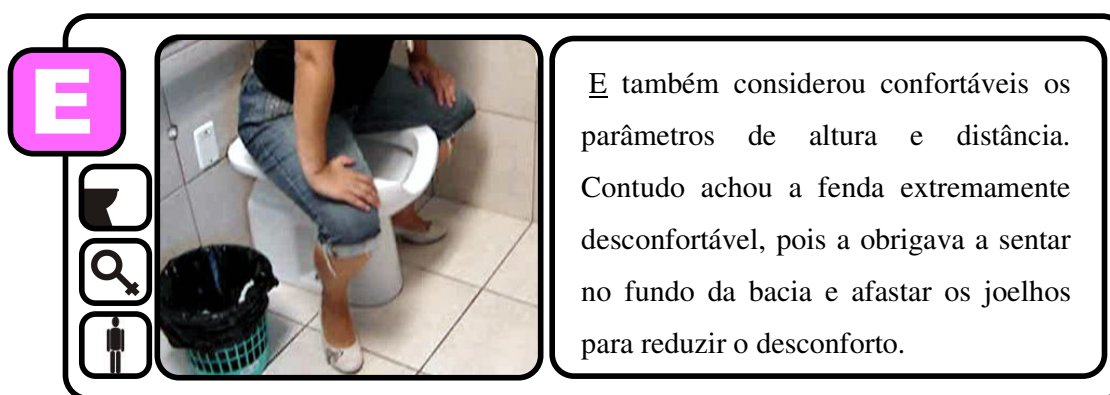 E
E também considerou confortáveis os
parâmetros de altura e distância.
Contudo achou a fenda extremamente
desconfortável, pois a obrigava a sentar
no fundo da bacia e afastar os joelhos
para reduzir o desconforto.